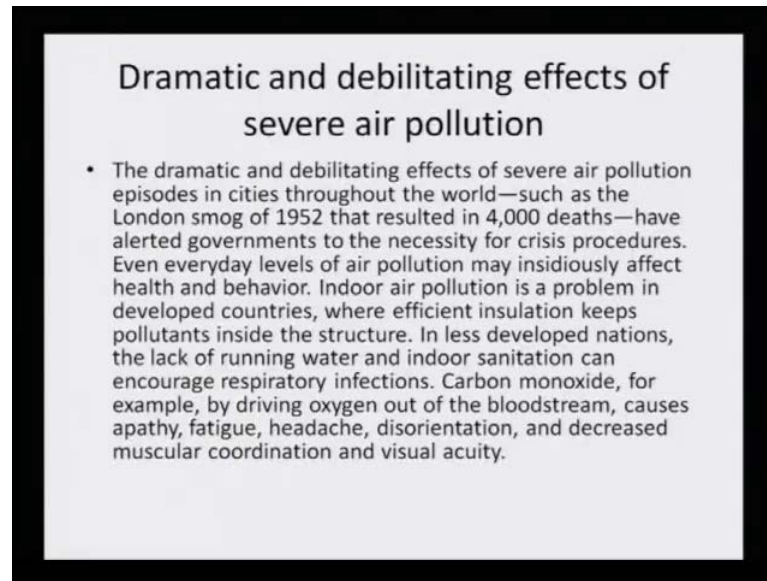 Dramatic and debilitating effects of
severe air pollution
• The dramatic and debilitating effects of severe air pollution
episodes in cities throughout the world—such as the
London smog of 1952 that resulted in 4,000 deaths—have
alerted governments to the necessity for crisis procedures.
Even everyday levels of air pollution may insidiously affect
health and behavior. Indoor air pollution is a problem in
developed countries, where efficient insulation keeps
pollutants inside the structure. In less developed nations,
the lack of running water and indoor sanitation can
encourage respiratory infections. Carbon monoxide, for
example, by driving oxygen out of the bloodstream, causes
apathy, fatigue, headache, disorientation, and decreased
muscular coordination and visual acuity.